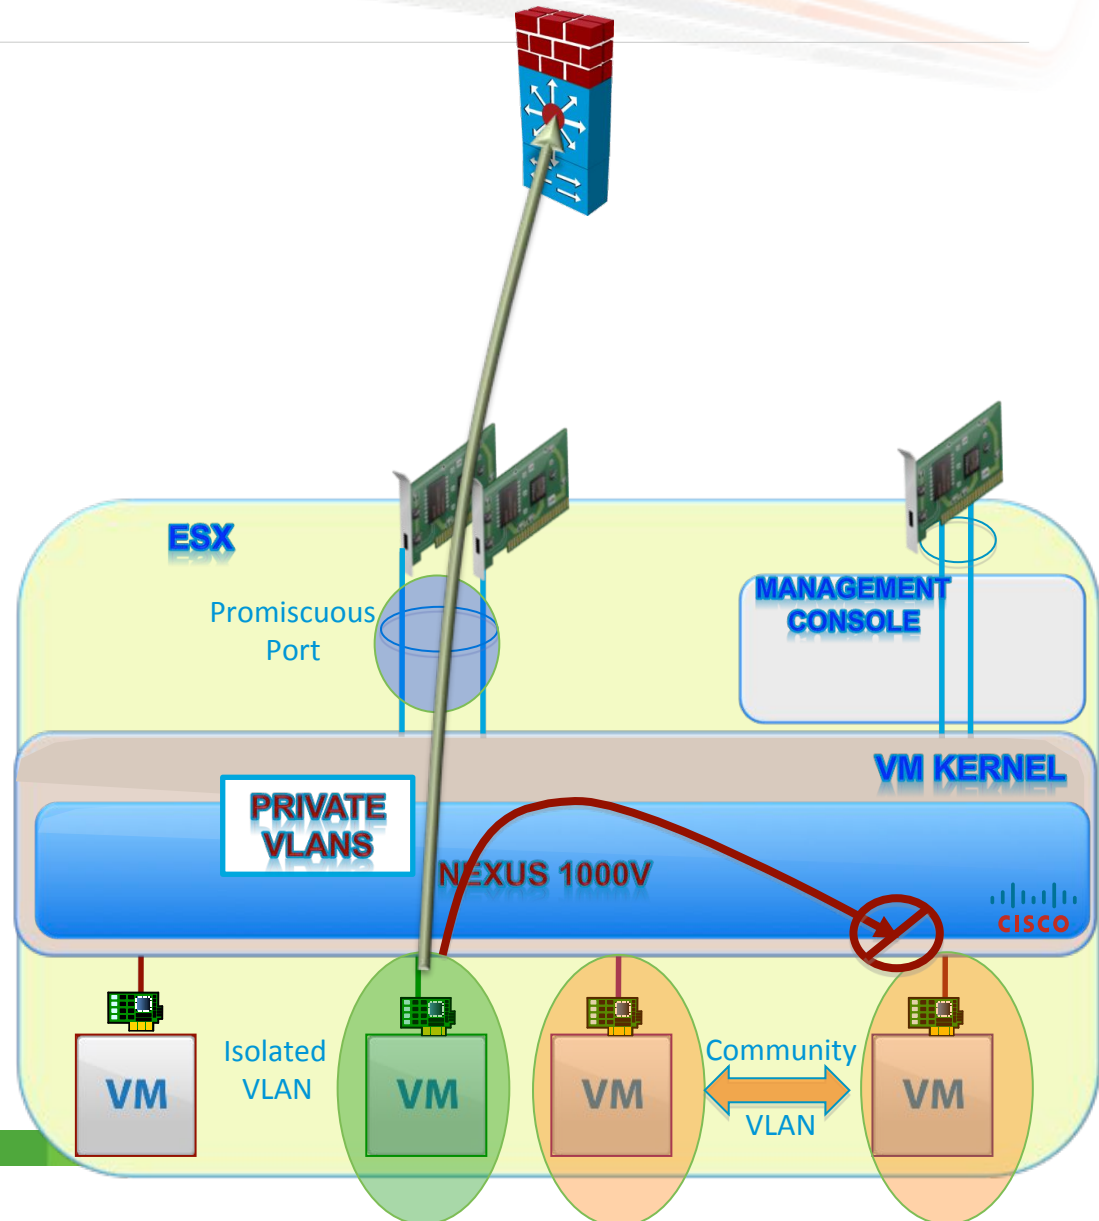 ESX
Promiscuous
Port
MANAGEMENT
CONSOLE
VM KERNEL
PRIVATE
VLANS
NEXUS 1000V
CISCO
Isolated
VLAN
Community
VLAN
VM
VM
VM
VM